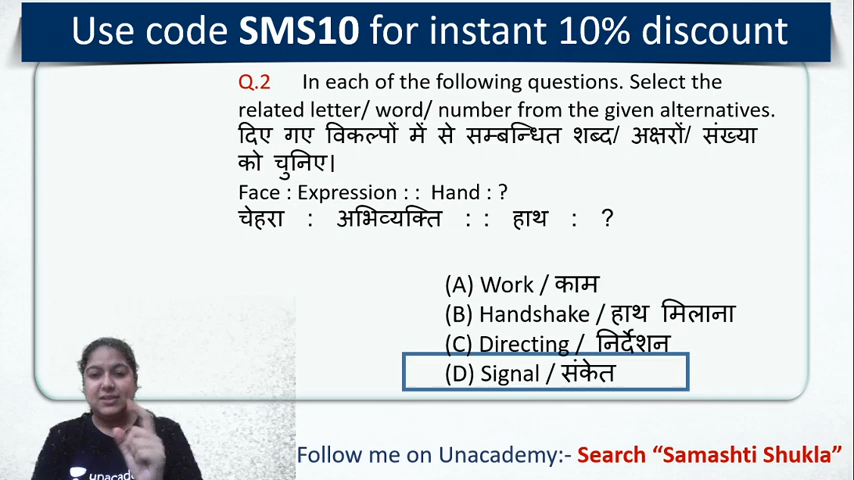 Use code SMS10 for instant 10% discount
Q.2 In each of the following questions. Select the
related letter/ word/ number from the given alternatives.
दिए गए विकल्पों में से सम्बन्धित शब्द/ अक्षरों/ संख्या
को चुनिए।
Face : Expression : : Hand : ?
चेहरा : अभिव्यक्ति : : हाथ : ?
(A) Work / काम
(B) Handshake / हाथ मिलाना
(C) Directing / निर्देशन
(D) Signal / संकेत
Follow me on Unacademy:- Search “Samashti Shukla”